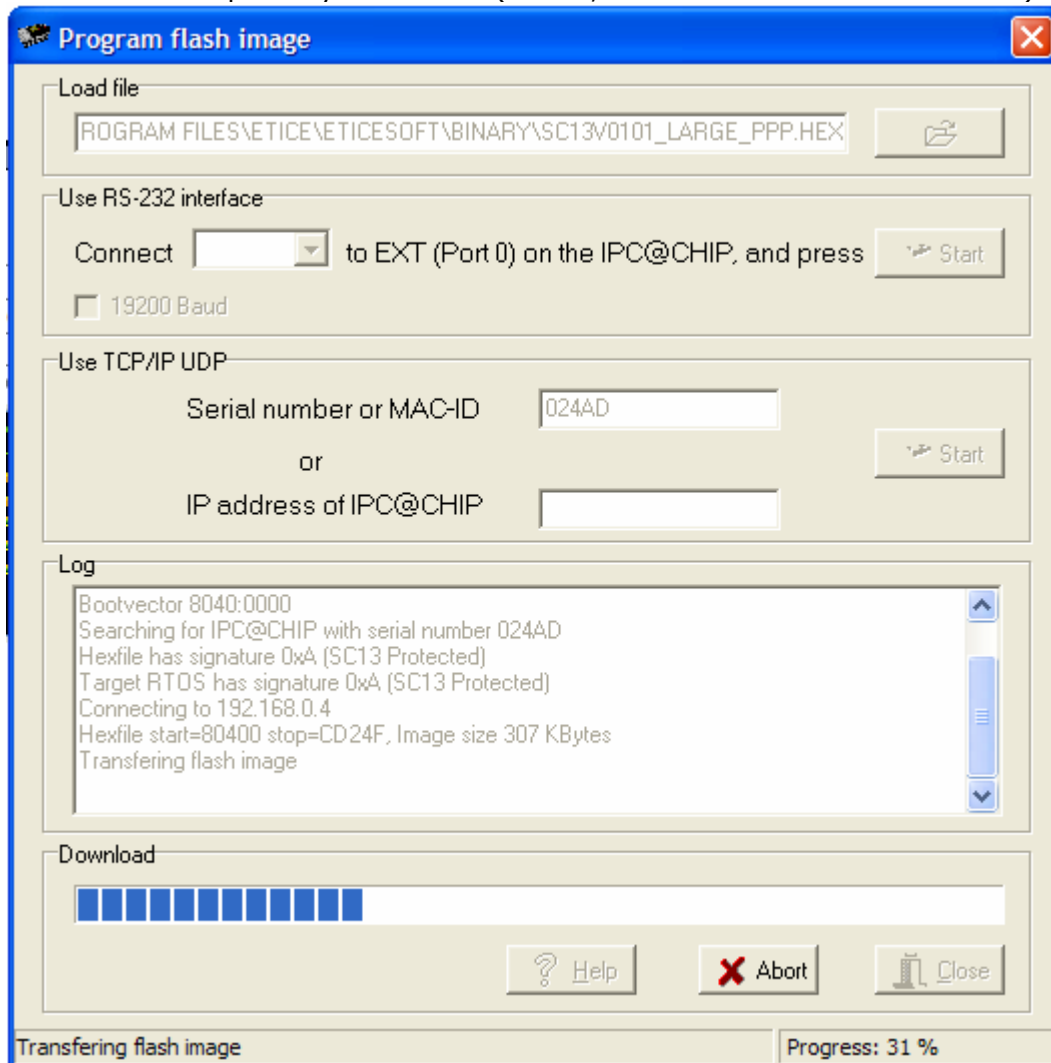 Program flash image
Load file
ROGRAM FILES\ETICE\ETICESOFT\BINARY\SC13V0101_LARGE_PPP.HEX
Use RS-232 interface
Connect to EXT (Port 0) on the IPC@CHIP, and press Start
19200 Baud
Use TCP/IP UDP
Serial number or MAC-ID 024AD
or
Start
IP address of IPC@CHIP
Log
Bootvector 8040:0000
Searching for IPC@CHIP with serial number 024AD
Hexfile has signature 0xA (SC13 Protected)
Target RTOS has signature 0xA (SC13 Protected)
Connecting to 192.168.0.4
Hexfile start=80400 stop=CD24F, Image size 307 KBytes
Transfering flash image
Download
Help Abort Close
Transfering flash image Progress: 31 %